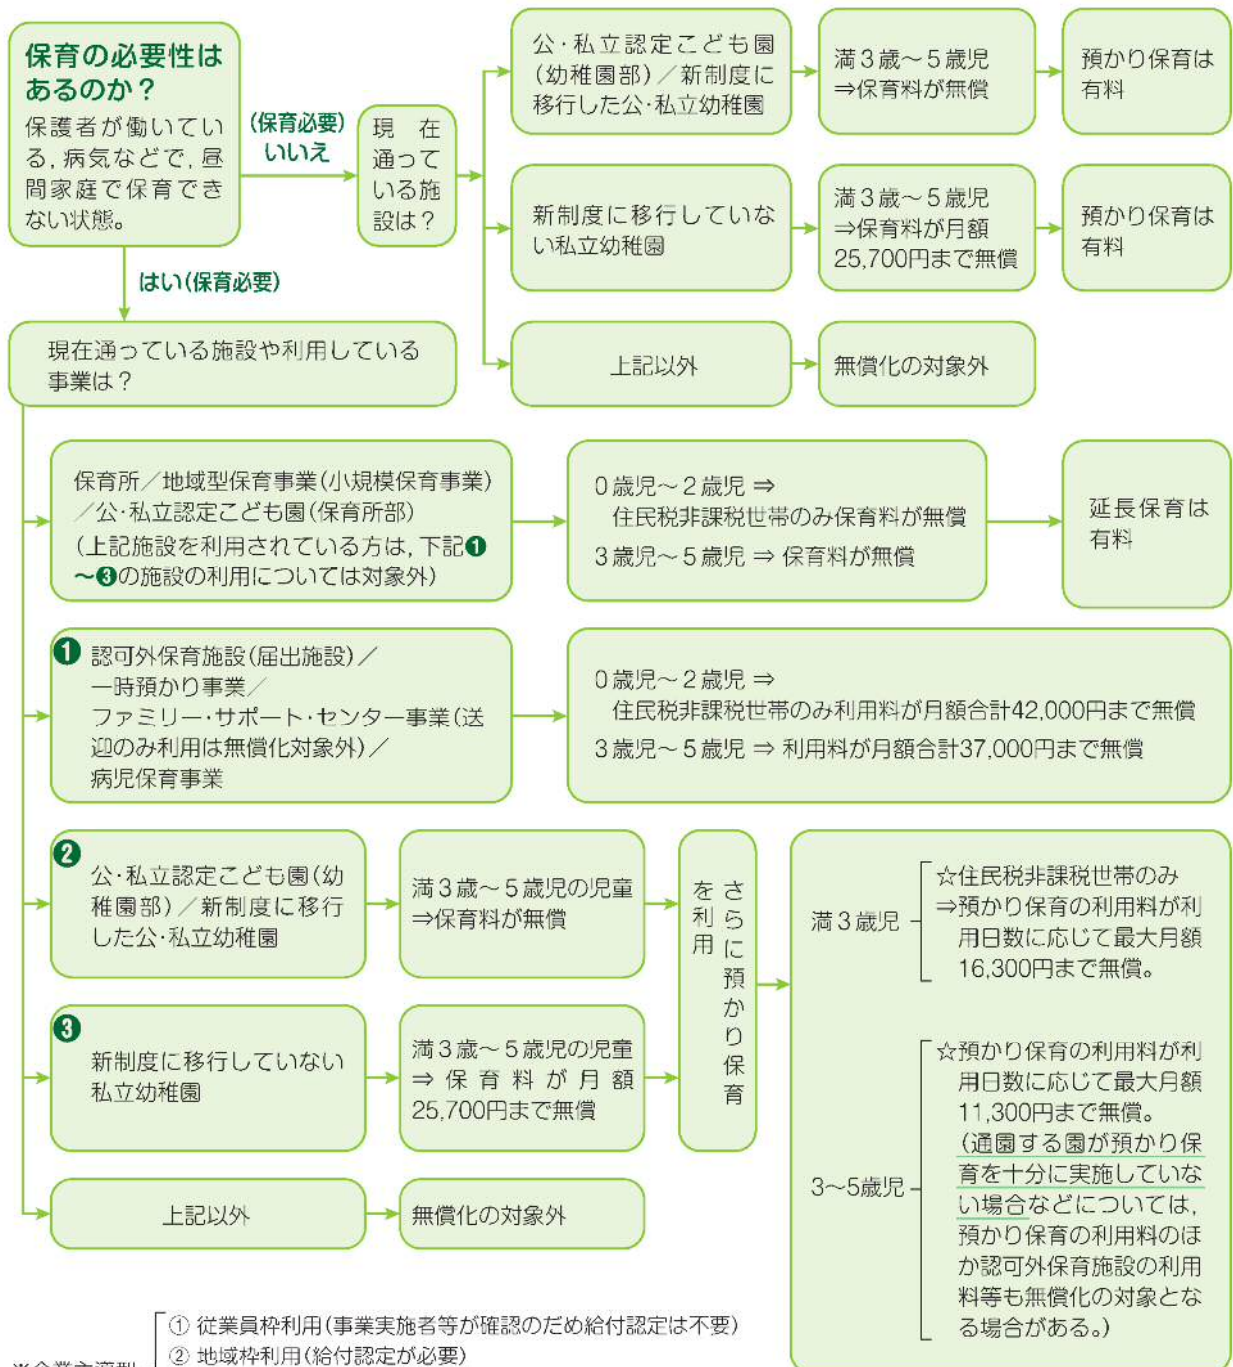 保育の必要性は
あるのか？
保護者が働いてい
る，病気などで，昼
間家庭で保育でき
ない状態。
(保育必要)
いいえ
現在
通って
いる施
設は？
公・私立認定こども園
(幼稚園部)／新制度に
移行した公・私立幼稚園
満３歳～５歳児
⇒保育料が無償
預かり保育は
有料
新制度に移行していな
い私立幼稚園
満３歳～５歳児
⇒保育料が月額
25,700円まで無償
預かり保育は
有料
上記以外
無償化の対象外
はい(保育必要)
現在通っている施設や利用している
事業は？
保育所／地域型保育事業(小規模保育事業)
／公・私立認定こども園(保育所部)
(上記施設を利用されている方は，下記❶
～❸の施設の利用については対象外)
０歳児～２歳児 ⇒
住民税非課税世帯のみ保育料が無償
３歳児～５歳児 ⇒ 保育料が無償
延長保育は
有料
❶ 認可外保育施設(届出施設)／
一時預かり事業／
ファミリー・サポート・センター事業(送
迎のみ利用は無償化対象外)／
病児保育事業
０歳児～２歳児 ⇒
住民税非課税世帯のみ利用料が月額合計42,000円まで無償
３歳児～５歳児 ⇒ 利用料が月額合計37,000円まで無償
❷
公・私立認定こども園(幼
稚園部)／新制度に移行
した公・私立幼稚園
満３歳～５歳児の児童
⇒保育料が無償
❸
新制度に移行していない
私立幼稚園
満３歳～５歳児の児童
⇒保育料が月額
25,700円まで無償
さらに預かり保育
を利用
満３歳児
☆住民税非課税世帯のみ
⇒預かり保育の利用料が利
用日数に応じて最大月額
16,300円まで無償。
3～5歳児
☆預かり保育の利用料が利
用日数に応じて最大月額
11,300円まで無償。
(通園する園が預かり保
育を十分に実施していな
い場合などについては，
預かり保育の利用料のほ
か認可外保育施設の利用
料等も無償化の対象とな
る場合がある。)
上記以外
無償化の対象外
① 従業員枠利用(事業実施者等が確認のため給付認定は不要)
② 地域枠利用(給付認定が必要)
※企業主導型